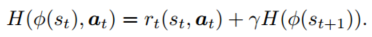 H(ϕ(s_t), 𝒂_t) = r_t(s_t, 𝒂_t) + γH(ϕ(s_{t+1})).